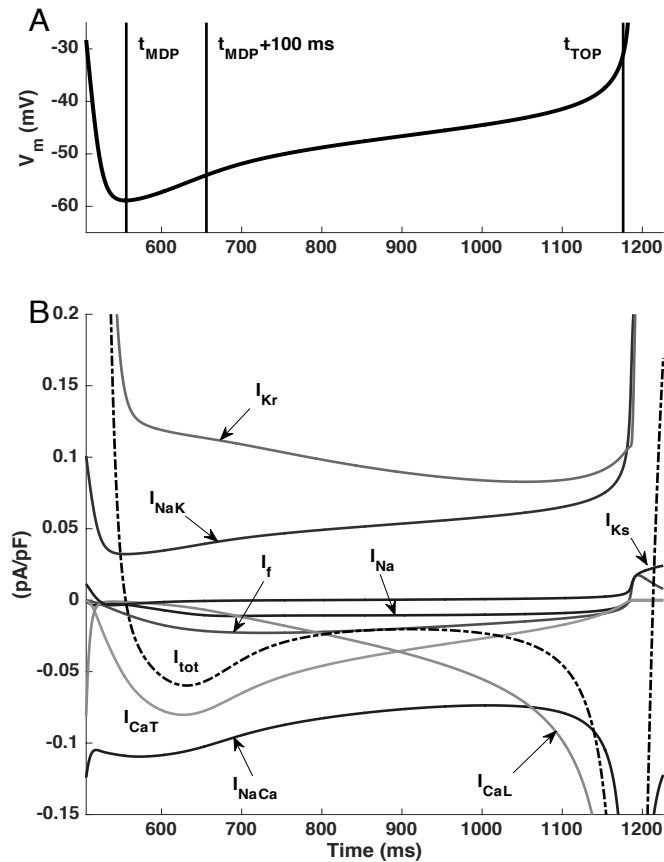 A
t_MDP
t_MDP+100 ms
t_TOP
V_m (mV)
-30
-40
-50
-60
600
700
800
900
1000
1100
1200
B
(pA/pF)
0.2
0.15
0.1
0.05
0
-0.05
-0.1
-0.15
I_Kr
I_NaK
I_Ks
I_Na
I_f
I_tot
I_CaT
I_NaCa
I_CaL
600
700
800
900
1000
1100
1200
Time (ms)